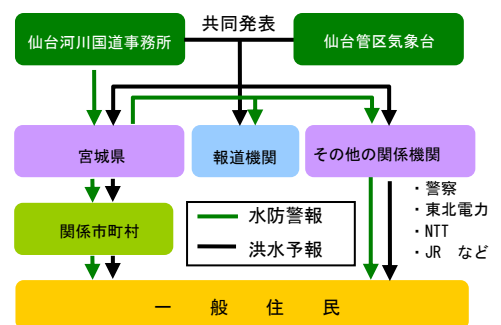 共同発表
仙台河川国道事務所
仙台管区気象台
宮城県
報道機関
その他の関係機関
・警察
・東北電力
・NTT
・JR など
関係市町村
水防警報
洪水予報
一般住民